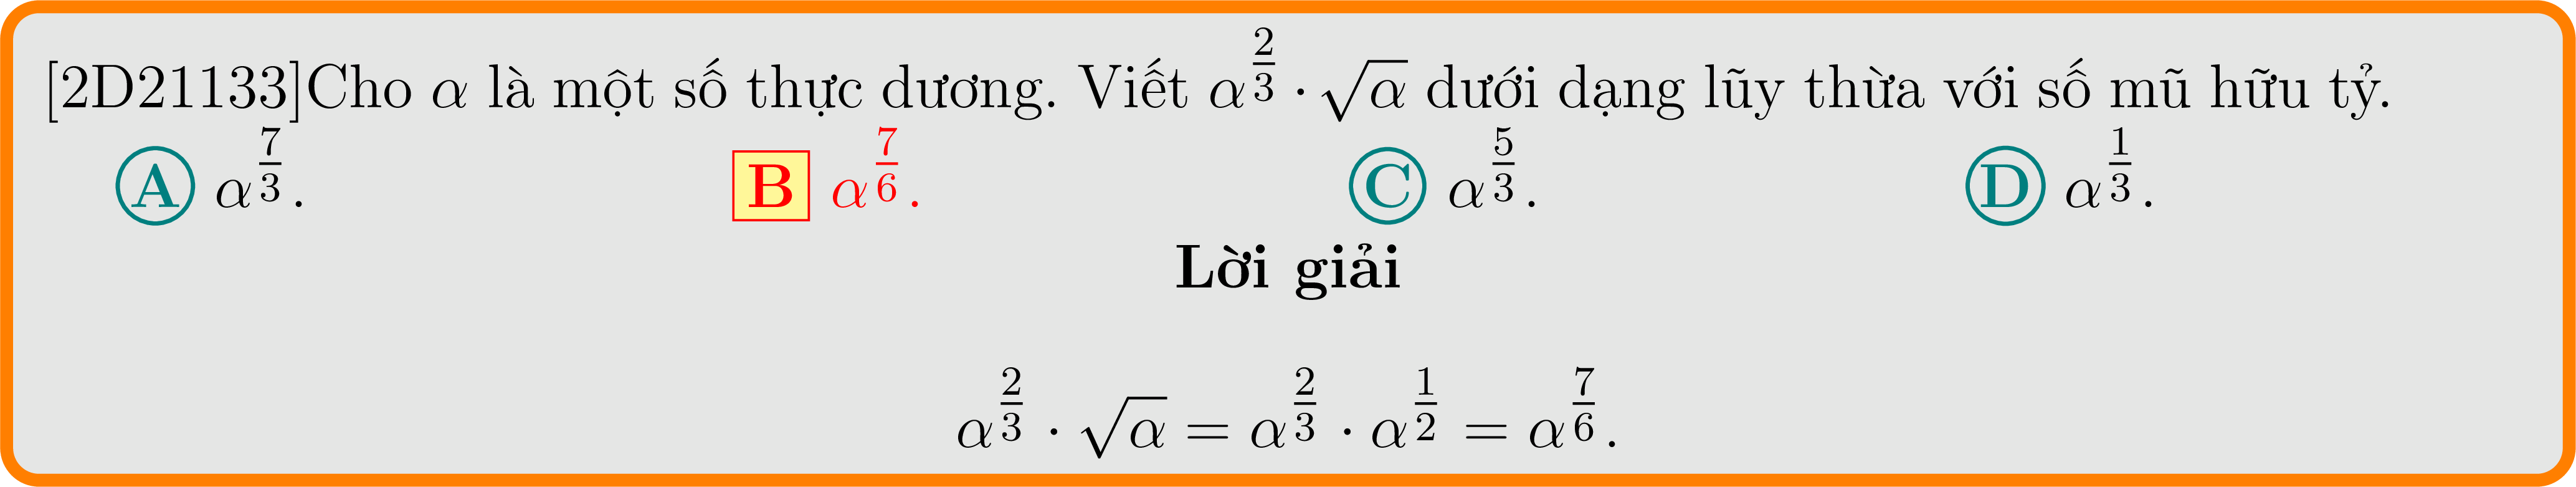 [2D21133]Cho $\alpha$ là một số thực dương. Viết $\alpha^{\frac{2}{3}} \cdot \sqrt{\alpha}$ dưới dạng lũy thừa với số mũ hữu tỷ.
A $\alpha^{\frac{7}{3}}$. B $\alpha^{\frac{7}{6}}$. C $\alpha^{\frac{5}{3}}$. D $\alpha^{\frac{1}{3}}$.
Lời giải
$\alpha^{\frac{2}{3}} \cdot \sqrt{\alpha} = \alpha^{\frac{2}{3}} \cdot \alpha^{\frac{1}{2}} = \alpha^{\frac{7}{6}}$.